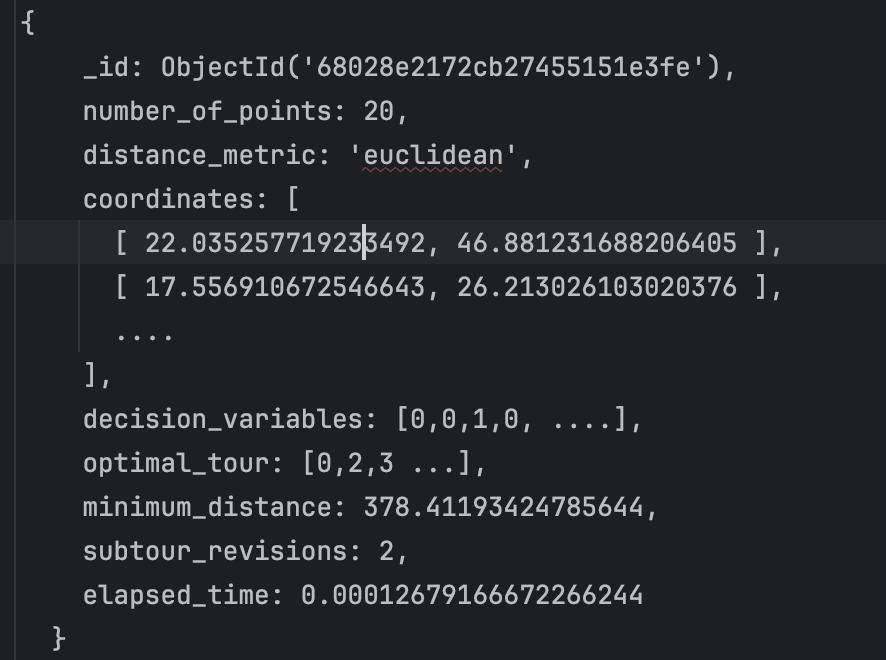 {
_id: ObjectId('68028e2172cb27455151e3fe'),
number_of_points: 20,
distance_metric: 'euclidean',
coordinates: [
[ 22.035257719233492, 46.881231688206405 ],
[ 17.556910672546643, 26.213026103020376 ],
....
],
decision_variables: [0,0,1,0, ....],
optimal_tour: [0,2,3 ...],
minimum_distance: 378.41193424785644,
subtour_revisions: 2,
elapsed_time: 0.00012679166672266244
}